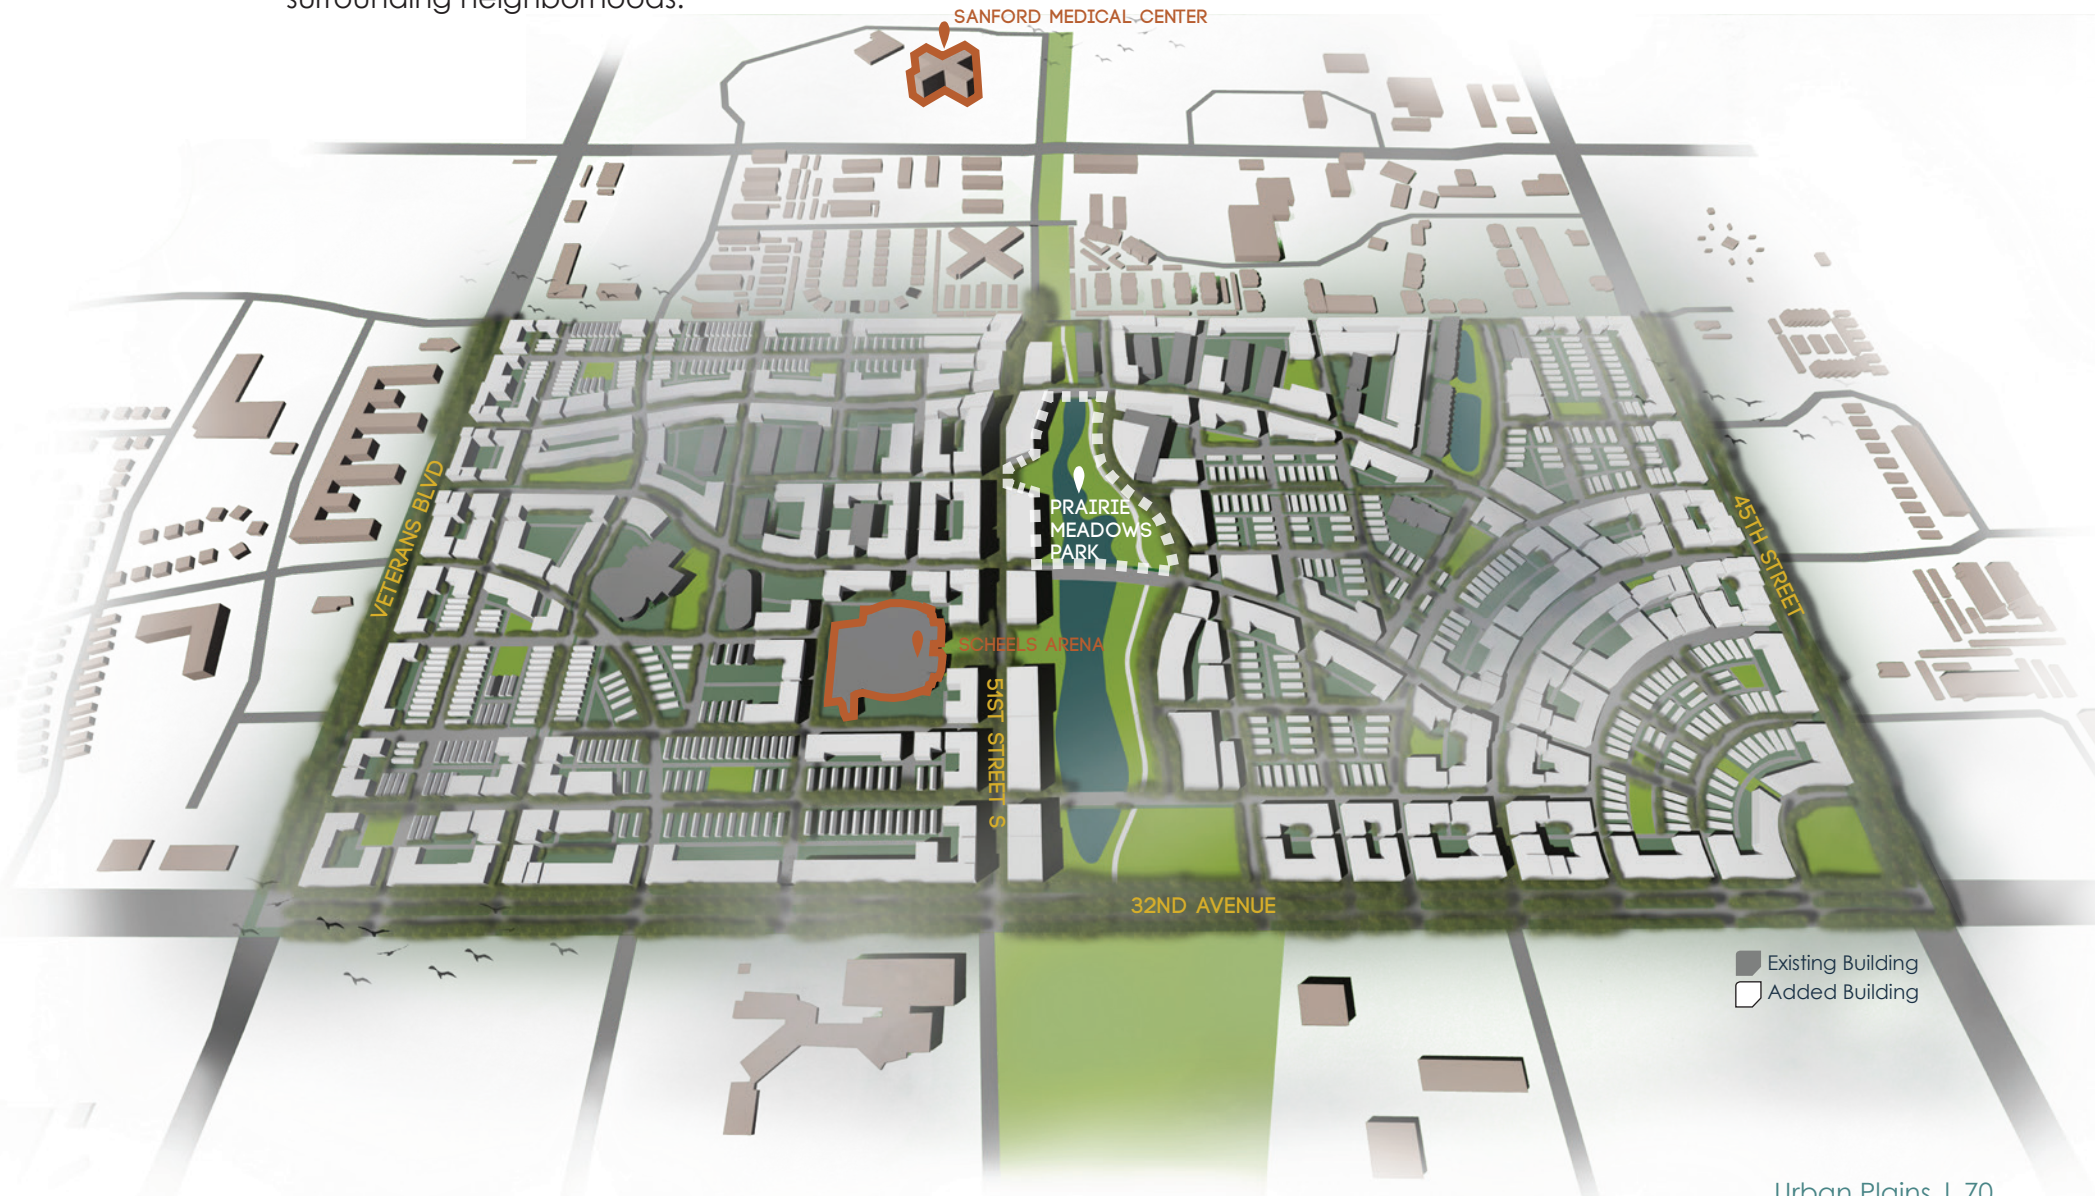 surrounding neighborhoods.
SANFORD MEDICAL CENTER
VETERANS BLVD
PRAIRIE
MEADOWS
PARK
45TH STREET
SCHEELS ARENA
51ST STREET S
32ND AVENUE
Existing Building
Added Building
Urban Plains | 70